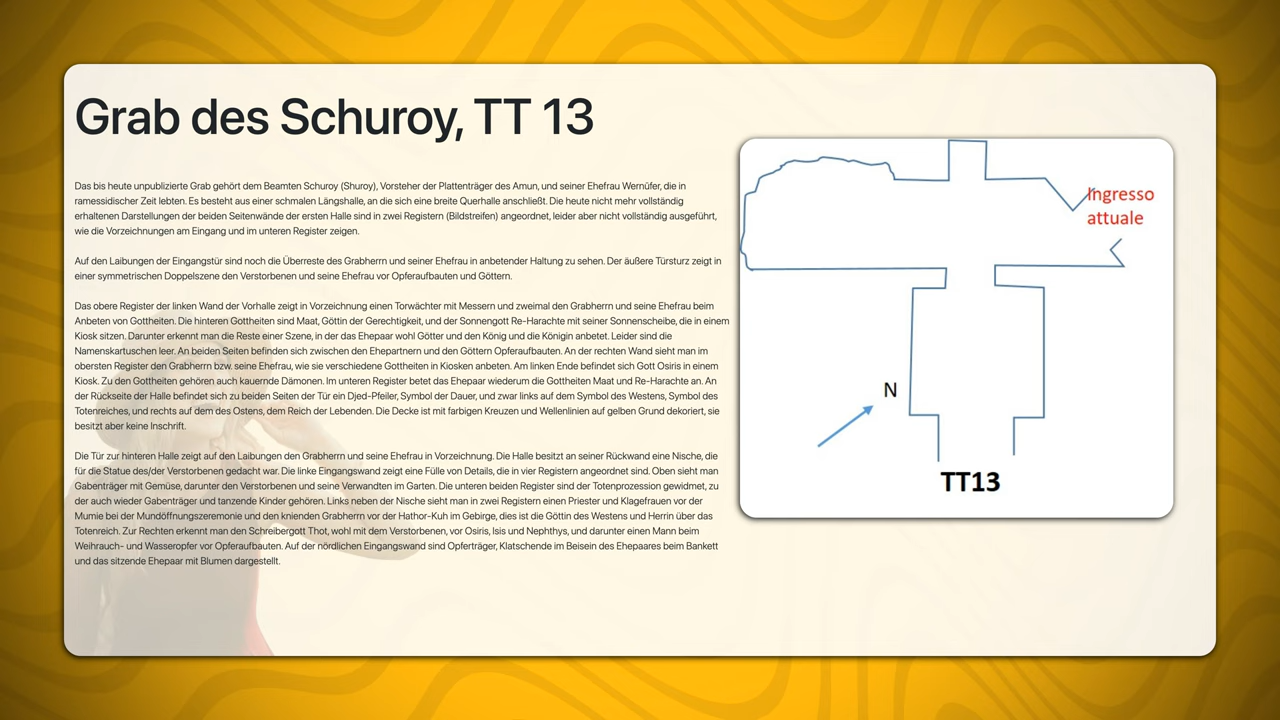 Grab des Schuroy, TT 13
Das bis heute unpublizierte Grab gehört dem Beamten Schuroy (Shuroy), Vorsteher der Plattenträger des Amun, und seiner Ehefrau Wernüfer, die in
ramessidischer Zeit lebten. Es besteht aus einer schmalen Längshalle, an die sich eine breite Querhalle anschließt. Die heute nicht mehr vollständig
erhaltenen Darstellungen der beiden Seitenwände der ersten Halle sind in zwei Registern (Bildstreifen) angeordnet, leider aber nicht vollständig ausgeführt,
wie die Vorzeichnungen am Eingang und im unteren Register zeigen.
Auf den Laibungen der Eingangstür sind noch die Überreste des Grabherrn und seiner Ehefrau in anbetender Haltung zu sehen. Der äußere Türsturz zeigt in
einer symmetrischen Doppelszene den Verstorbenen und seine Ehefrau vor Opferaufbauten und Göttern.
Das obere Register der linken Wand der Vorhalle zeigt in Vorzeichnung einen Torwächter mit Messern und zweimal den Grabherrn und seine Ehefrau beim
Anbeten von Gottheiten. Die hinteren Gottheiten sind Maat, Göttin der Gerechtigkeit, und der Sonnengott Re-Harachte mit seiner Sonnenscheibe, die in einem
Kiosk sitzen. Darunter erkennt man die Reste einer Szene, in der das Ehepaar wohl Götter und den König und die Königin anbetet. Leider sind die
Namenskartuschen leer. An beiden Seiten befinden sich zwischen den Ehepartnern und den Göttern Opferaufbauten. An der rechten Wand sieht man im
obersten Register den Grabherrn bzw. seine Ehefrau, wie sie verschiedene Gottheiten in Kiosken anbeten. Am linken Ende befindet sich Gott Osiris in einem
Kiosk. Zu den Gottheiten gehören auch kauernde Dämonen. Im unteren Register betet das Ehepaar wiederum die Gottheiten Maat und Re-Harachte an. An
der Rückseite der Halle befindet sich zu beiden Seiten der Tür ein Djed-Pfeiler, Symbol der Dauer, und zwar links auf dem Symbol des Westens, Symbol des
Totenreiches, und rechts auf dem des Ostens, dem Reich der Lebenden. Die Decke ist mit farbigen Kreuzen und Wellenlinien auf gelben Grund dekoriert, sie
besitzt aber keine Inschrift.
Die Tür zur hinteren Halle zeigt auf den Laibungen den Grabherrn und seine Ehefrau in Vorzeichnung. Die Halle besitzt an seiner Rückwand eine Nische, die
für die Statue des/der Verstorbenen gedacht war. Die linke Eingangswand zeigt eine Fülle von Details, die in vier Registern angeordnet sind. Oben sieht man
Gabenträger mit Gemüse, darunter den Verstorbenen und seine Verwandten im Garten. Die unteren beiden Register sind der Totenprozession gewidmet, zu
der auch wieder Gabenträger und tanzende Kinder gehören. Links neben der Nische sieht man in zwei Registern einen Priester und Klagefrauen vor der
Mumie bei der Mundöffnungszeremonie und den knienden Grabherrn vor der Hathor-Kuh im Gebirge, dies ist die Göttin des Westens und Herrin über das
Totenreich. Zur Rechten erkennt man den Schreibergott Thot, wohl mit dem Verstorbenen, vor Osiris, Isis und Nephthys, und darunter einen Mann beim
Weihrauch- und Wasseropfer vor Opferaufbauten. Auf der nördlichen Eingangswand sind Opferträger, Klatschende im Beisein des Ehepaares beim Bankett
und das sitzende Ehepaar mit Blumen dargestellt.
Ingresso
attuale
N
TT13